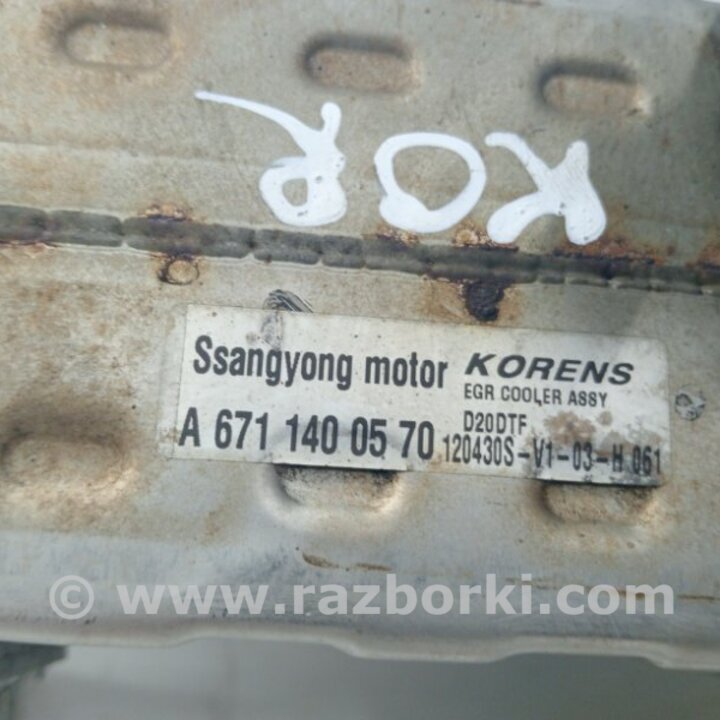 KOR
Ssangyong motor KORENS
EGR COOLER ASSY
A 671 140 05 70 D20DTF
120430S-V1-03-H 061
© www.razborki.com